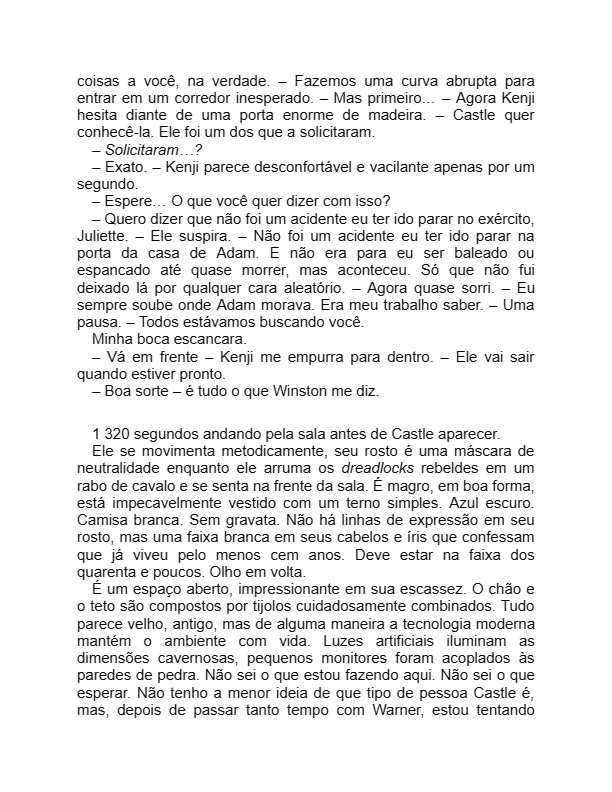 coisas a você, na verdade. – Fazemos uma curva abrupta para
entrar em um corredor inesperado. – Mas primeiro… – Agora Kenji
hesita diante de uma porta enorme de madeira. – Castle quer
conhecê-la. Ele foi um dos que a solicitaram.
– Solicitaram…?
– Exato. – Kenji parece desconfortável e vacilante apenas por um
segundo.
– Espere… O que você quer dizer com isso?
– Quero dizer que não foi um acidente eu ter ido parar no exército,
Juliette. – Ele suspira. – Não foi um acidente eu ter ido parar na
porta da casa de Adam. E não era para eu ser baleado ou
espancado até quase morrer, mas aconteceu. Só que não fui
deixado lá por qualquer cara aleatório. – Agora quase sorri. – Eu
sempre soube onde Adam morava. Era meu trabalho saber. – Uma
pausa. – Todos estávamos buscando você.
Minha boca escancara.
– Vá em frente – Kenji me empurra para dentro. – Ele vai sair
quando estiver pronto.
– Boa sorte – é tudo o que Winston me diz.
1 320 segundos andando pela sala antes de Castle aparecer.
Ele se movimenta metodicamente, seu rosto é uma máscara de
neutralidade enquanto ele arruma os dreadlocks rebeldes em um
rabo de cavalo e se senta na frente da sala. É magro, em boa forma,
está impecavelmente vestido com um terno simples. Azul escuro.
Camisa branca. Sem gravata. Não há linhas de expressão em seu
rosto, mas uma faixa branca em seus cabelos e íris que confessam
que já viveu pelo menos cem anos. Deve estar na faixa dos
quarenta e poucos. Olho em volta.
É um espaço aberto, impressionante em sua escassez. O chão e
o teto são compostos por tijolos cuidadosamente combinados. Tudo
parece velho, antigo, mas de alguma maneira a tecnologia moderna
mantém o ambiente com vida. Luzes artificiais iluminam as
dimensões cavernosas, pequenos monitores foram acoplados às
paredes de pedra. Não sei o que estou fazendo aqui. Não sei o que
esperar. Não tenho a menor ideia de que tipo de pessoa Castle é,
mas, depois de passar tanto tempo com Warner, estou tentando